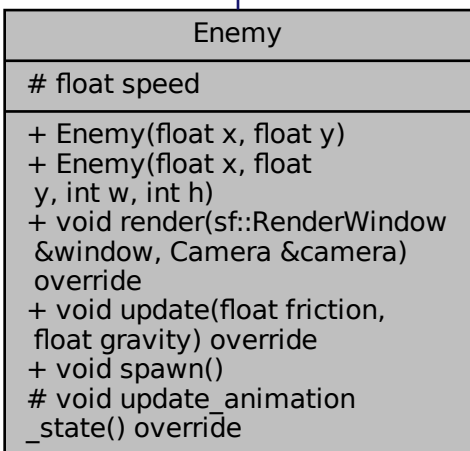 Enemy
# float speed
+ Enemy(float x, float y)
+ Enemy(float x, float
y, int w, int h)
+ void render(sf::RenderWindow
&window, Camera &camera)
override
+ void update(float friction,
float gravity) override
+ void spawn()
# void update_animation
_state() override